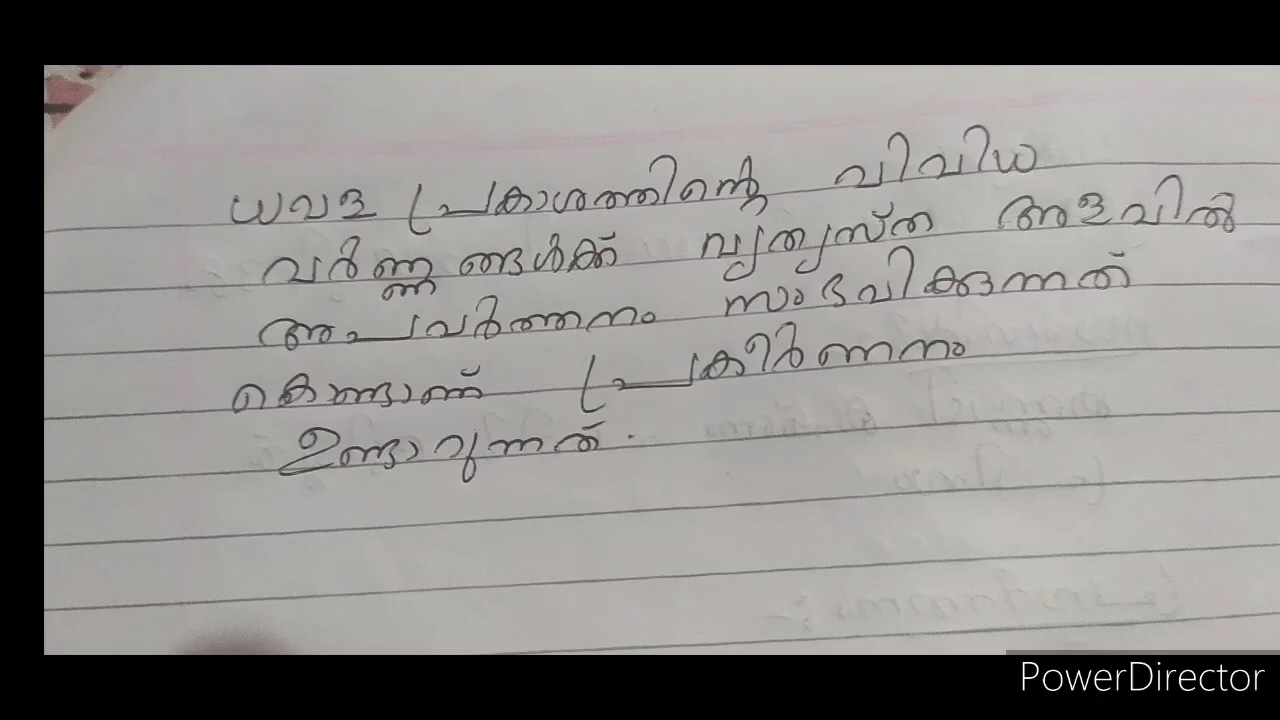 ധവള പ്രകാശത്തിന്റെ വിവിധ
വർണ്ണങ്ങൾക്ക് വ്യത്യസ്ത അളവിൽ
അപവർത്തനം സംഭവിക്കുന്നത്
കൊണ്ടാണ് പ്രകീർണനം
ഉണ്ടാവുന്നത്.
PowerDirector